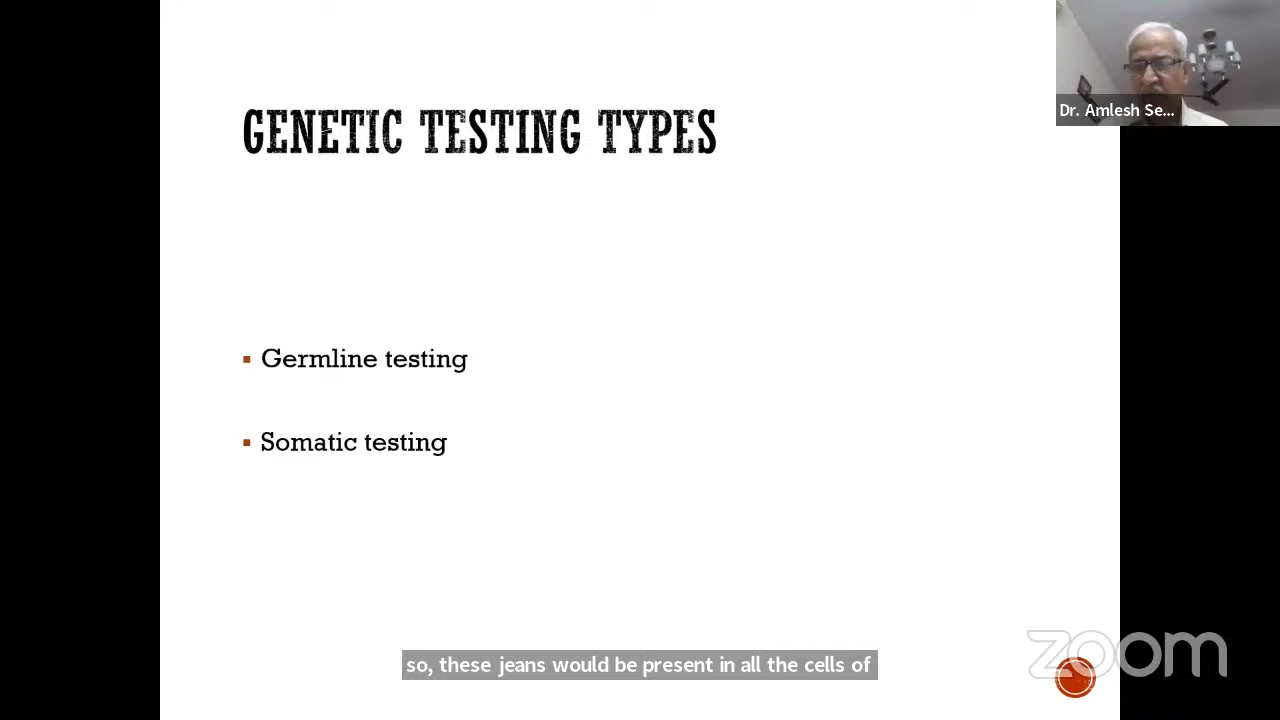 Dr. Amlesh Se...
GENETIC TESTING TYPES
Germline testing
Somatic testing
so, these jeans would be present in all the cells of
zoom